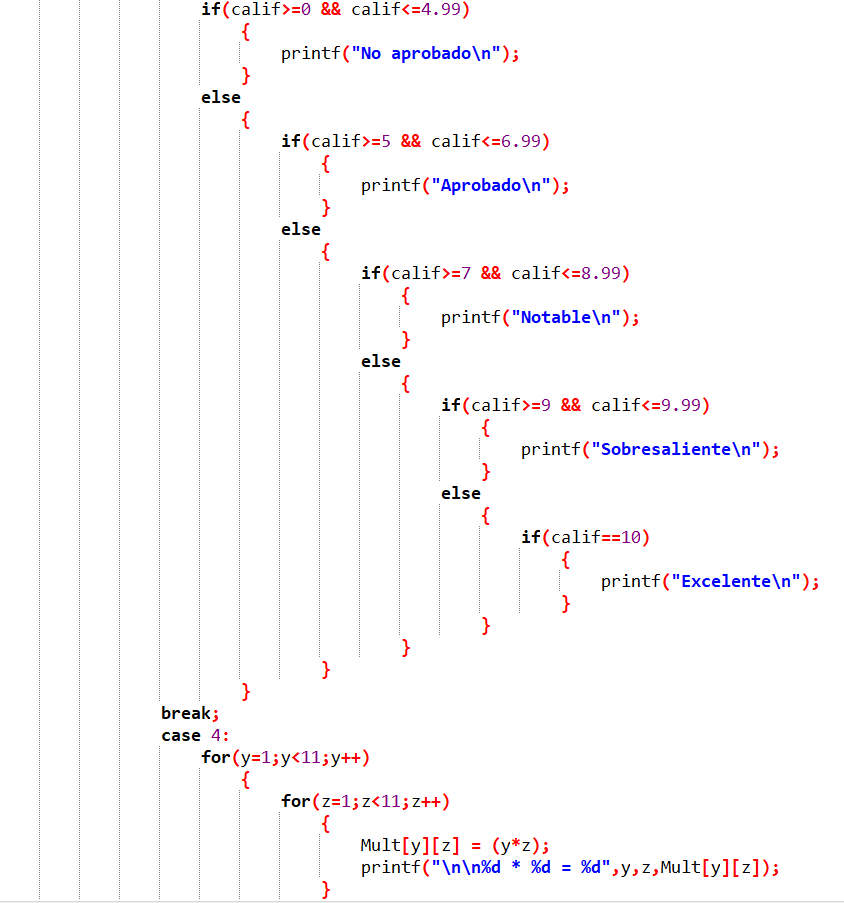 if(calif>=0 && calif<=4.99)
{
printf("No aprobado\n");
}
else
{
if(calif>=5 && calif<=6.99)
{
printf("Aprobado\n");
}
else
{
if(calif>=7 && calif<=8.99)
{
printf("Notable\n");
}
else
{
if(calif>=9 && calif<=9.99)
{
printf("Sobresaliente\n");
}
else
{
if(calif==10)
{
printf("Excelente\n");
}
}
}
}
}
break;
case 4:
for(y=1;y<11;y++)
{
for(z=1;z<11;z++)
{
Mult[y][z] = (y*z);
printf("\n\n%d * %d = %d",y,z,Mult[y][z]);
}